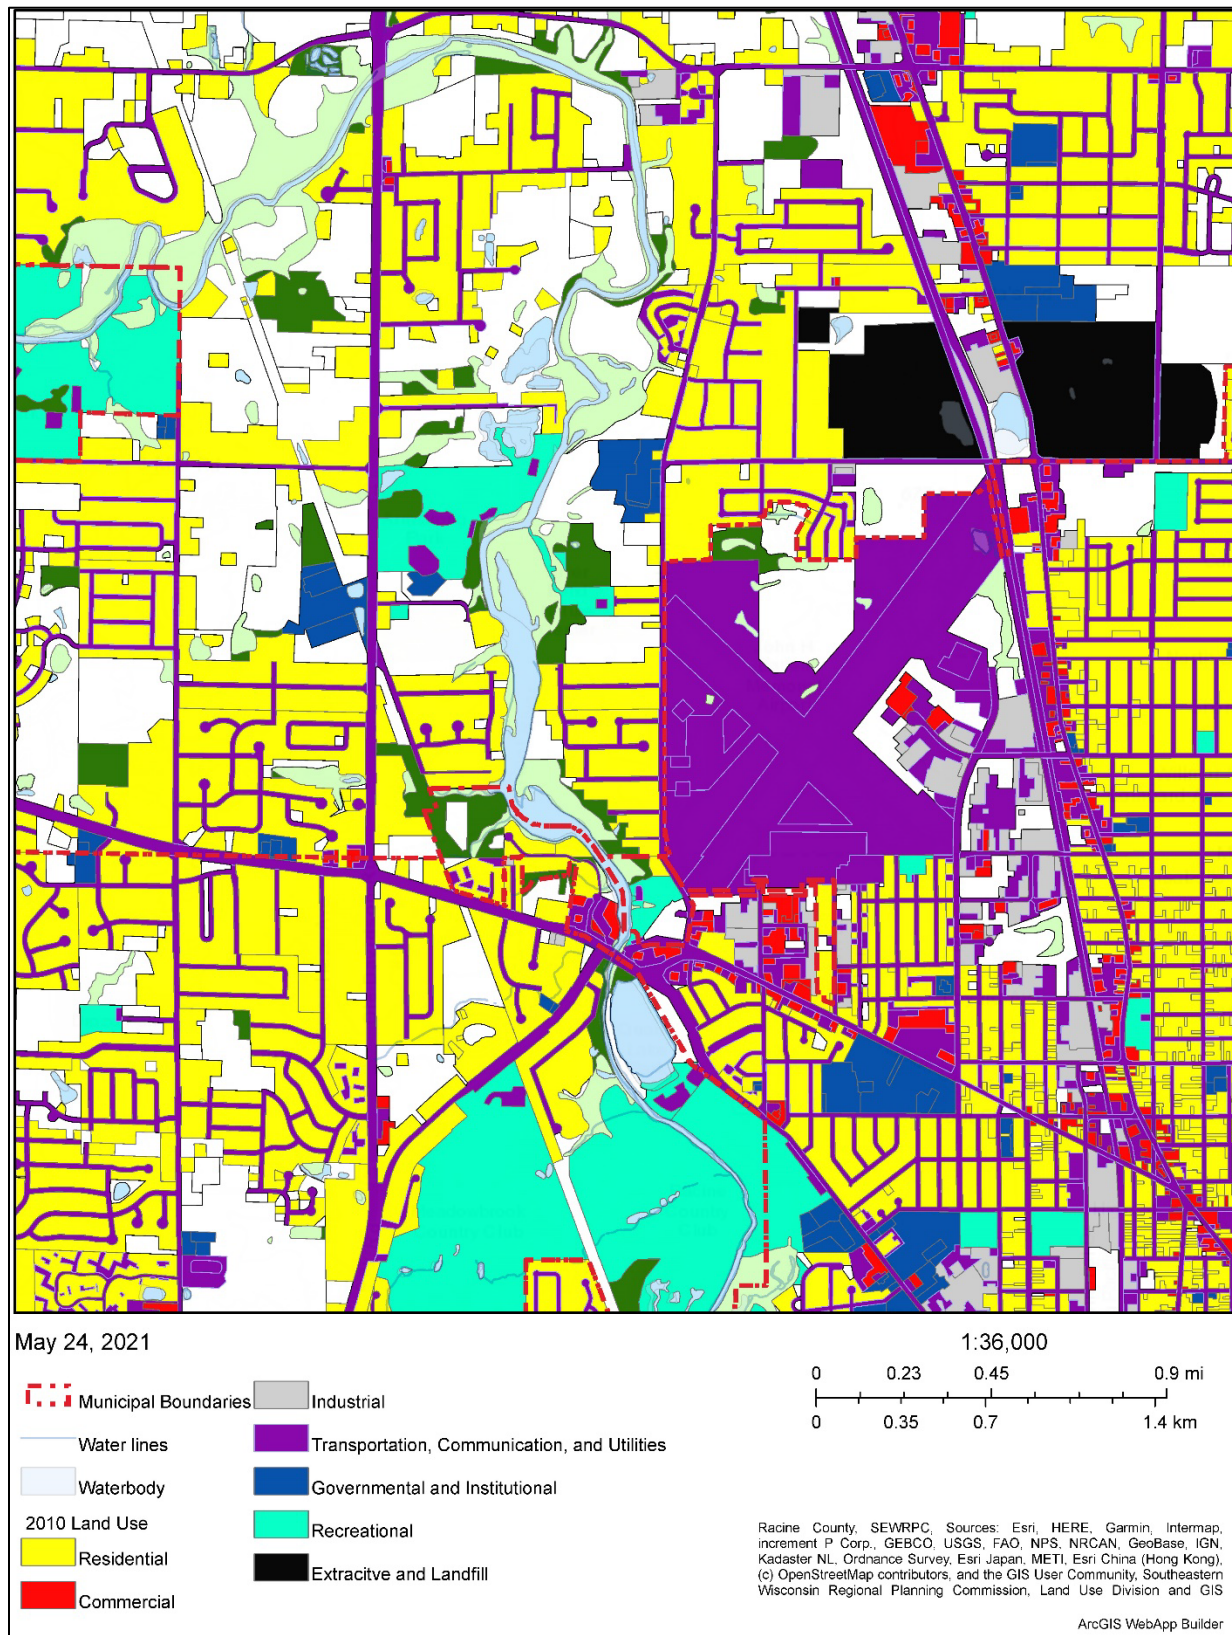 May 24, 2021
1:36,000
0 0.23 0.45 0.9 mi
0 0.35 0.7 1.4 km
Municipal Boundaries
Water lines
Waterbody
2010 Land Use
Residential
Commercial
Industrial
Transportation, Communication, and Utilities
Governmental and Institutional
Recreational
Extracitve and Landfill
Racine County, SEWRPC, Sources: Esri, HERE, Garmin, Intermap,
increment P Corp., GEBCO, USGS, FAO, NPS, NRCAN, GeoBase, IGN,
Kadaster NL, Ordnance Survey, Esri Japan, METI, Esri China (Hong Kong),
(c) OpenStreetMap contributors, and the GIS User Community, Southeastern
Wisconsin Regional Planning Commission, Land Use Division and GIS
ArcGIS WebApp Builder